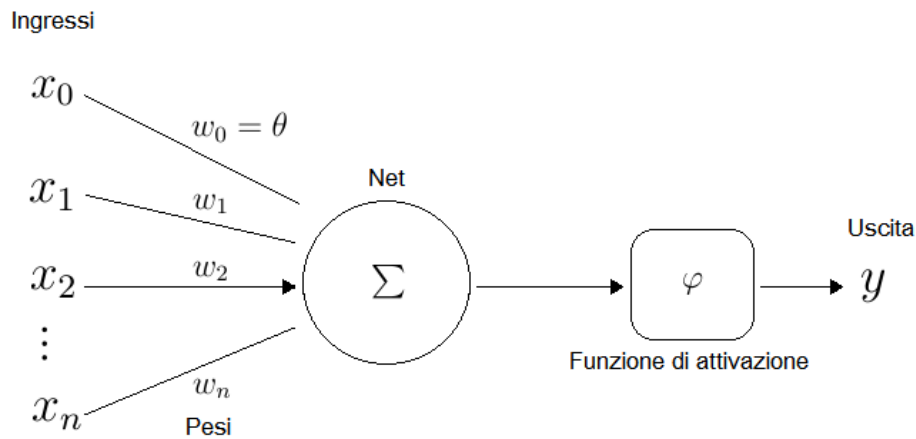 Ingressi
x₀
w₀ = θ
x₁
w₁
Net
x₂
w₂
Σ
φ
Uscita
y
⋮
xₙ
wₙ
Pesi
Funzione di attivazione